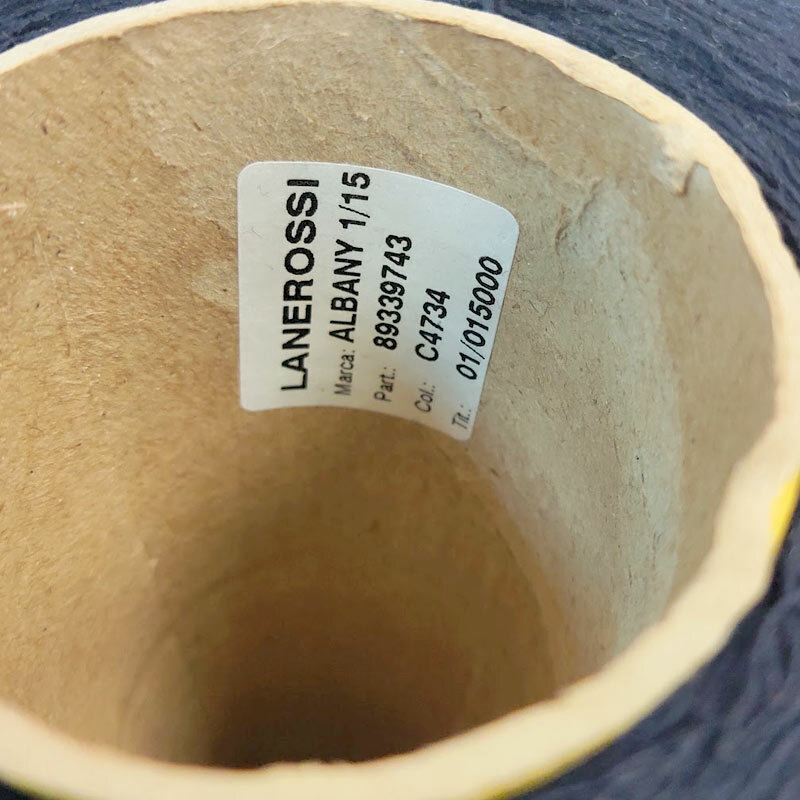 LANEROSSI
Marca: ALBANY 1/15
Part.: 89339743
Col.: C4734
Tit.: 01/015000